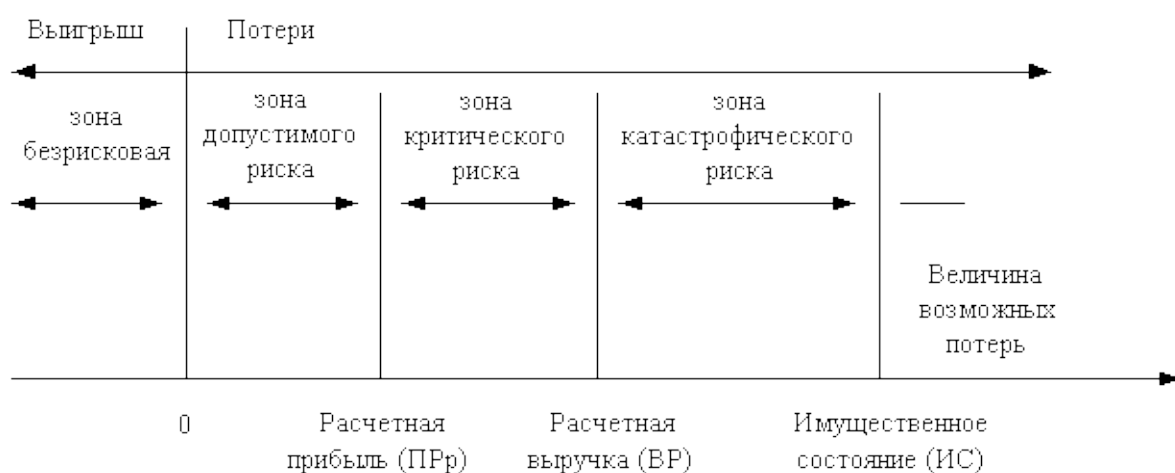 Выигрыш
Потери
зона
безрисковая
зона
допустимого
риска
зона
критического
риска
зона
катастрофического
риска
Величина
возможных
потерь
0
Расчетная
прибыль (ПРр)
Расчетная
выручка (ВР)
Имущественное
состояние (ИС)